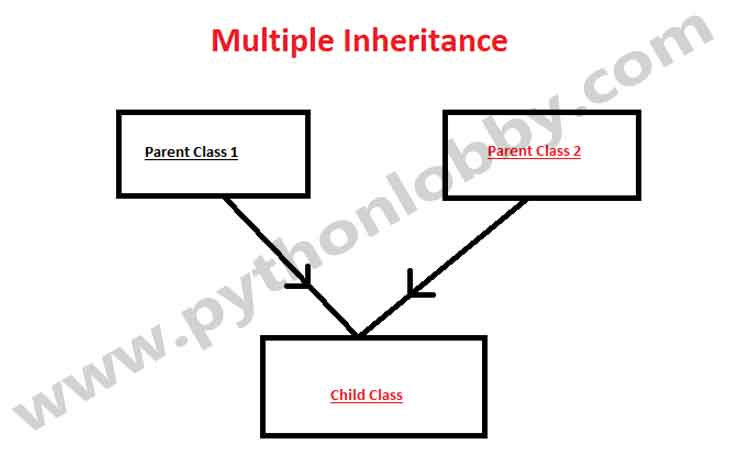 Multiple Inheritance
Parent Class 1
Parent Class 2
Child Class
www.pythonlobby.com